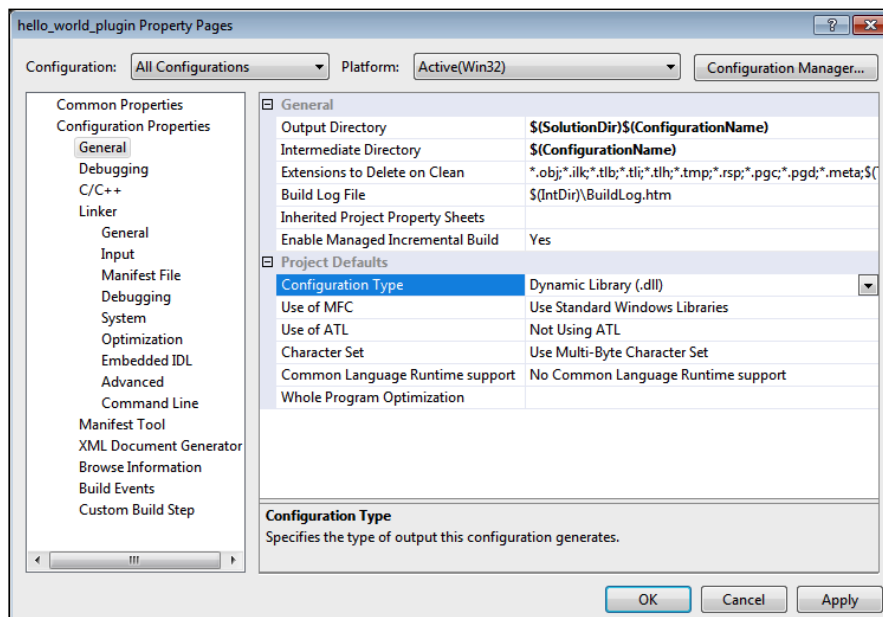 hello_world_plugin Property Pages
Configuration: All Configurations Platform: Active(Win32) Configuration Manager...
Common Properties
Configuration Properties
General
Debugging
C/C++
Linker
General
Input
Manifest File
Debugging
System
Optimization
Embedded IDL
Advanced
Command Line
Manifest Tool
XML Document Generator
Browse Information
Build Events
Custom Build Step
General
Output Directory $(SolutionDir)$(ConfigurationName)
Intermediate Directory $(ConfigurationName)
Extensions to Delete on Clean *.obj;*.ilk;*.tlb;*.tli;*.tlh;*.tmp;*.rsp;*.pgc;*.pgd;*.meta;$(
Build Log File $(IntDir)\BuildLog.htm
Inherited Project Property Sheets
Enable Managed Incremental Build Yes
Project Defaults
Configuration Type Dynamic Library (.dll)
Use of MFC Use Standard Windows Libraries
Use of ATL Not Using ATL
Character Set Use Multi-Byte Character Set
Common Language Runtime support No Common Language Runtime support
Whole Program Optimization
Configuration Type
Specifies the type of output this configuration generates.
OK Cancel Apply